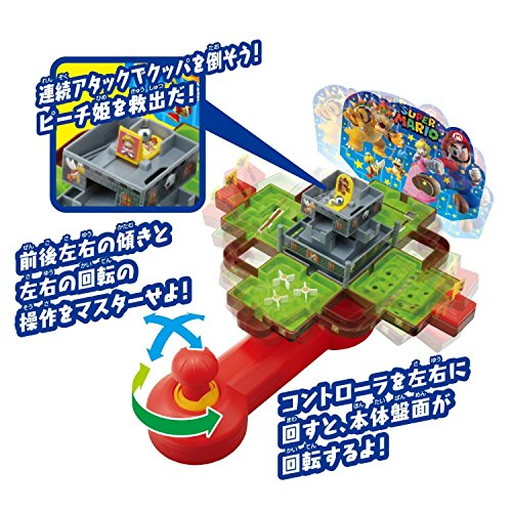 連続アタックでクッパを倒そう!
ピーチ姫を救出だ!
SUPER
MARIO
前後左右の傾きと
左右の回転の
操作をマスターせよ!
コントローラを左右に
回すと、本体盤面が
回転するよ!